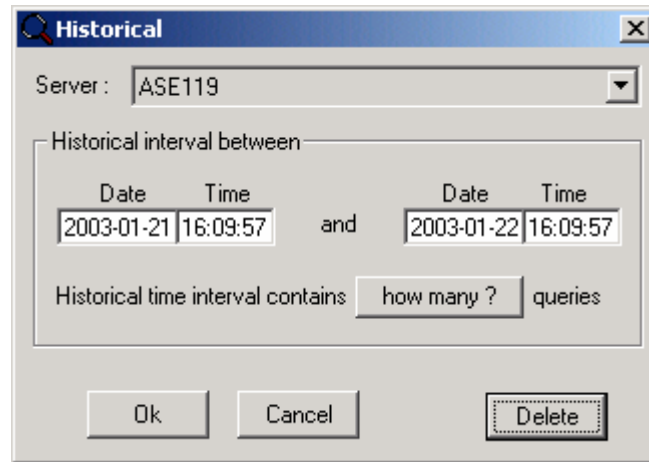 Historical
Server : ASE119
Historical interval between
Date Time Date Time
2003-01-21 16:09:57 and 2003-01-22 16:09:57
Historical time interval contains how many ? queries
Ok Cancel Delete